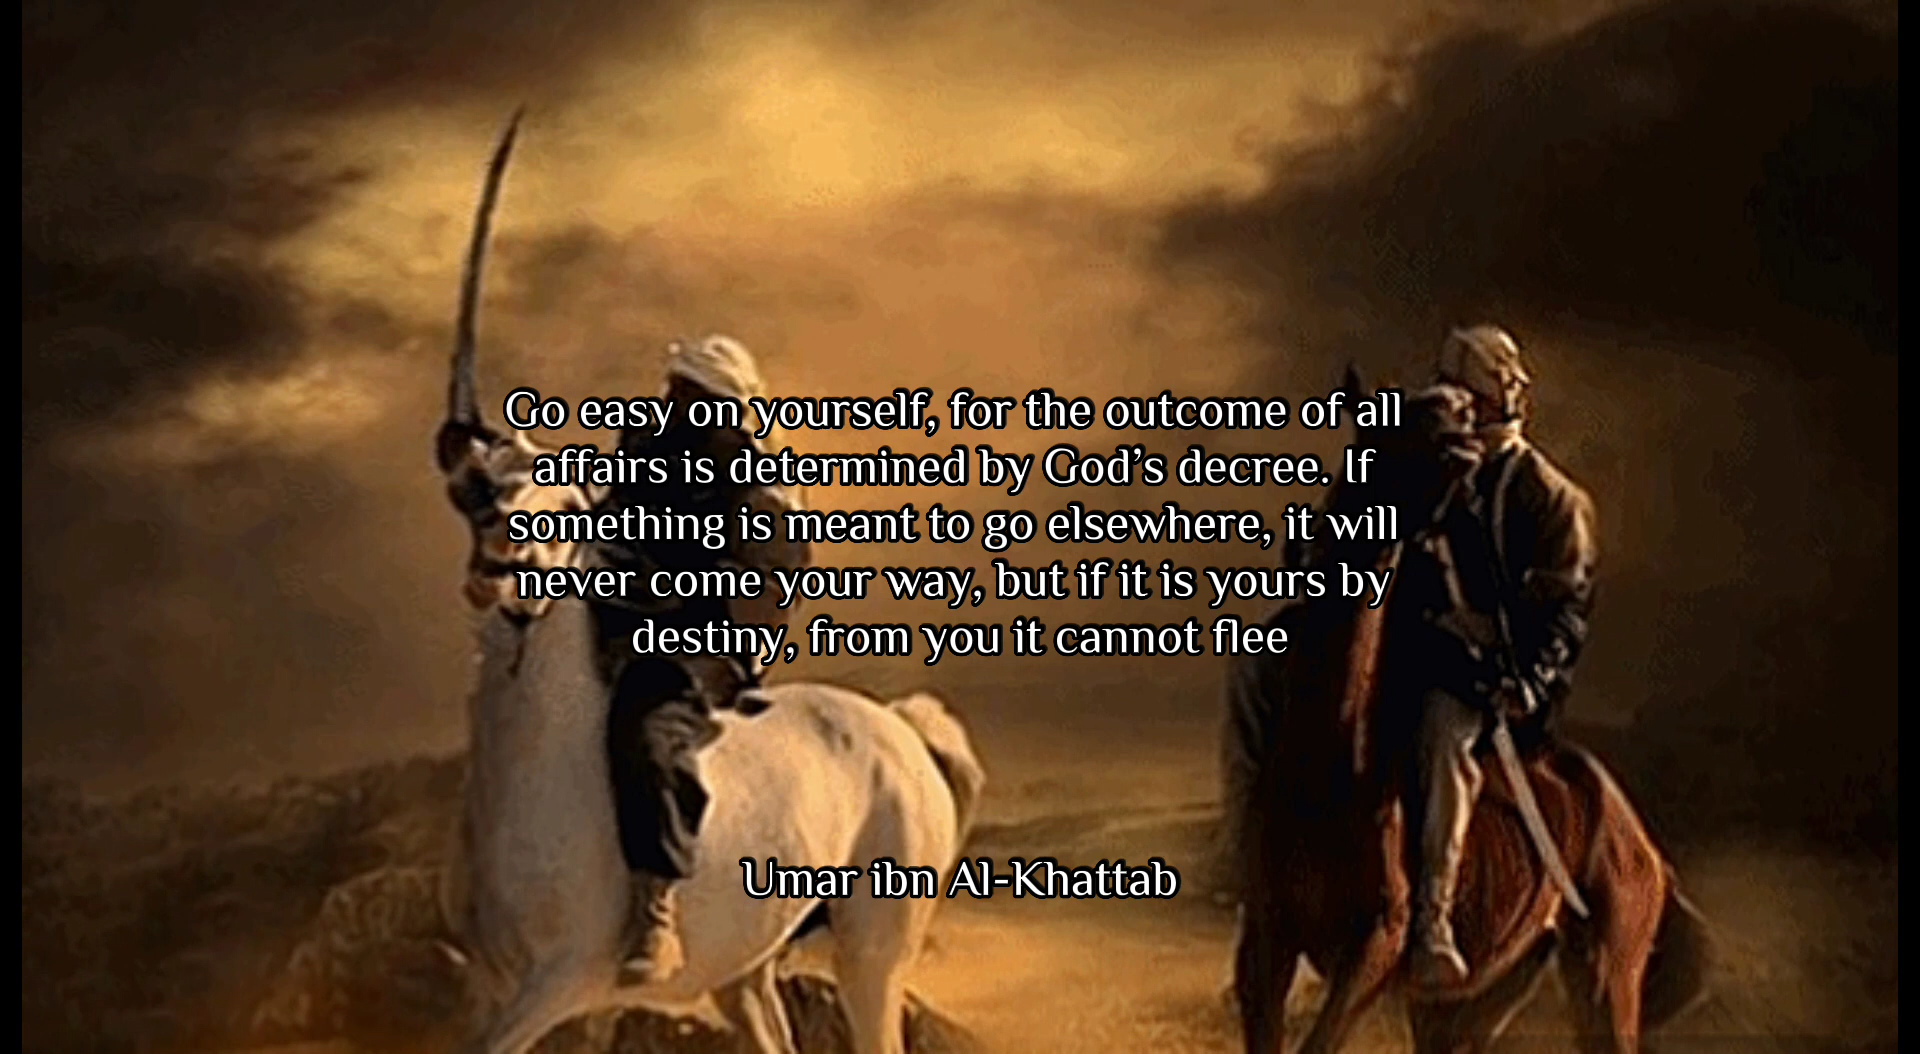 Go easy on yourself, for the outcome of all
affairs is determined by God’s decree. If
something is meant to go elsewhere, it will
never come your way, but if it is yours by
destiny, from you it cannot flee
Umar ibn Al-Khattab